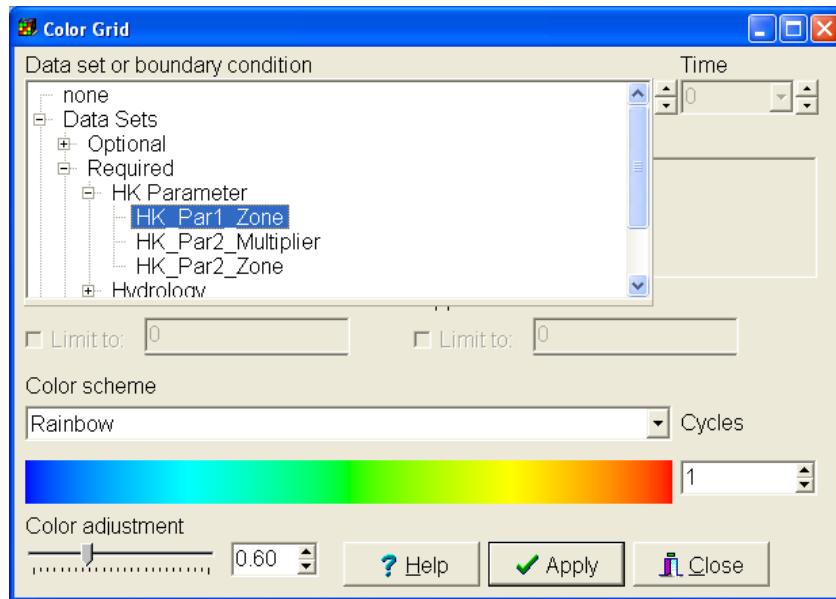 Color Grid
Data set or boundary condition
Time
none
0
Data Sets
Optional
Required
HK Parameter
HK_Par1_Zone
HK_Par2_Multiplier
HK_Par2_Zone
Hydrology
Limit to: 0
Limit to: 0
Color scheme
Rainbow
Cycles
1
Color adjustment
0.60
? Help
Apply
Close